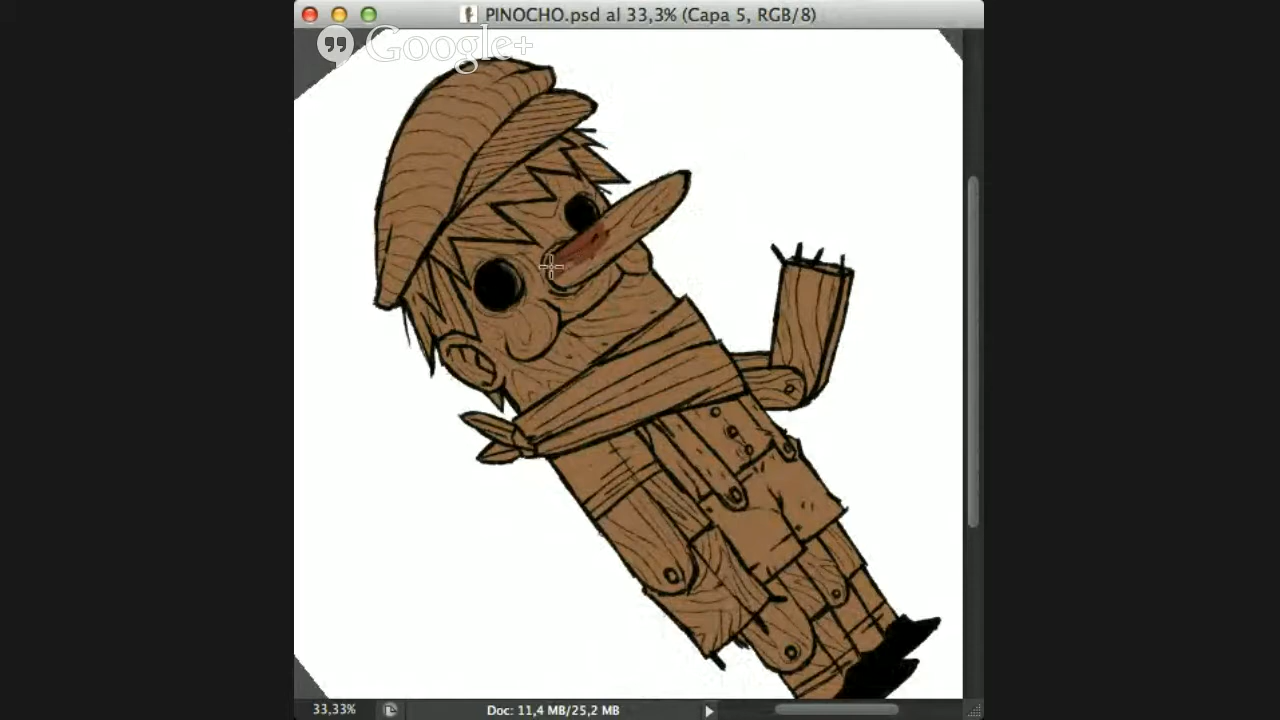 PINOCHO.psd al 33,3% (Capa 5, RGB/8)
Google+
33,33%
Doc: 11,4 MB/25,2 MB